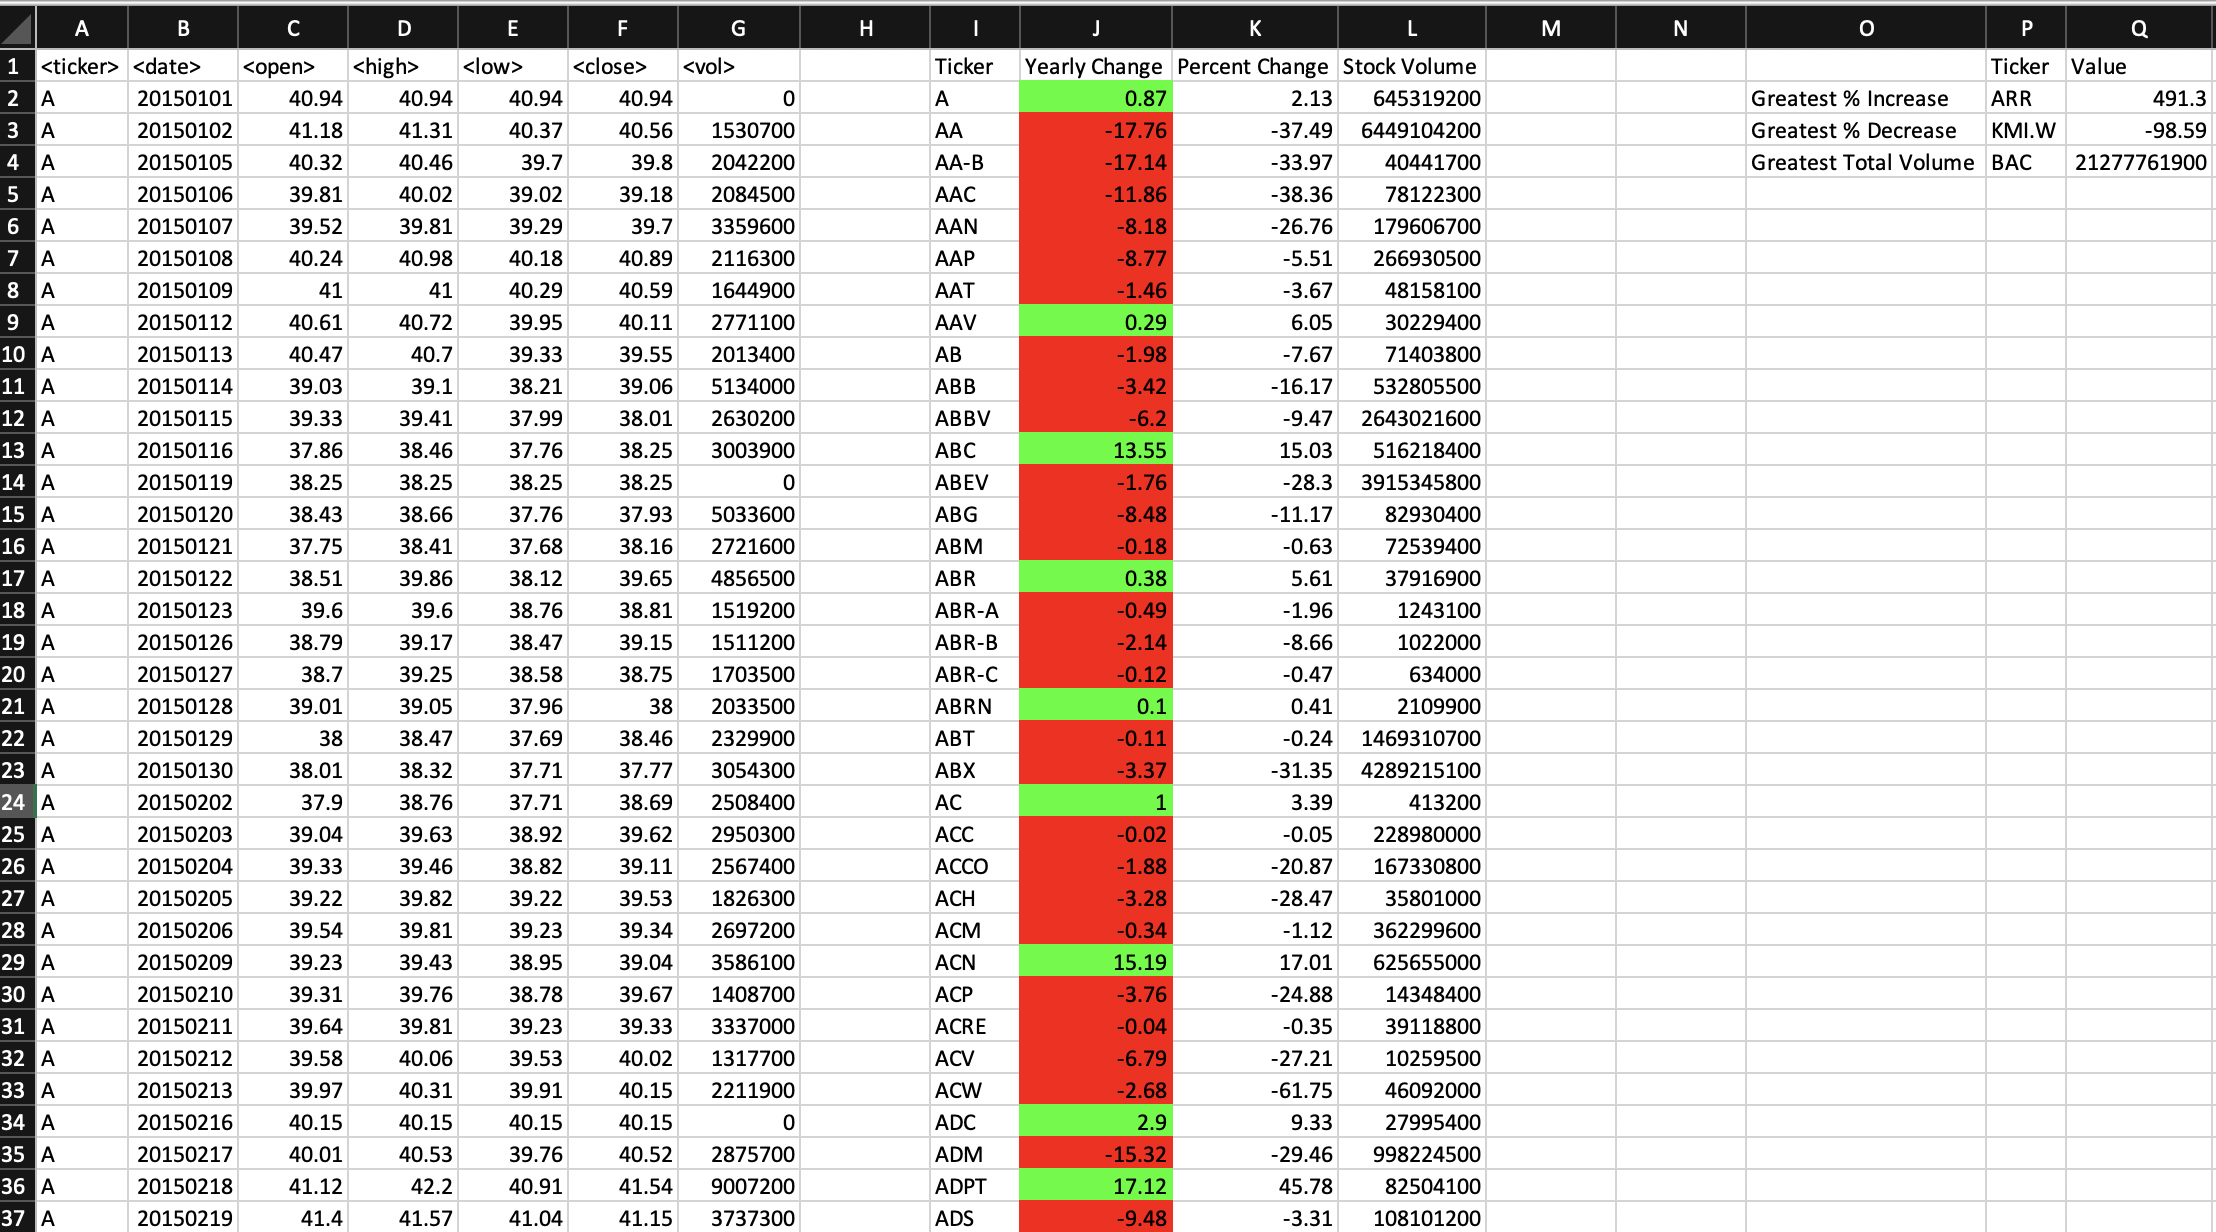 A B C D E F G H I J K L M N O P Q
1 <ticker> <date> <open> <high> <low> <close> <vol> Ticker Yearly Change Percent Change Stock Volume Ticker Value
2 A 20150101 40.94 40.94 40.94 40.94 0 A 0.87 2.13 645319200 Greatest % Increase ARR 491.3
3 A 20150102 41.18 41.31 40.37 40.56 1530700 AA -17.76 -37.49 6449104200 Greatest % Decrease KMI.W -98.59
4 A 20150105 40.32 40.46 39.7 39.8 2042200 AA-B -17.14 -33.97 40441700 Greatest Total Volume BAC 21277761900
5 A 20150106 39.81 40.02 39.02 39.18 2084500 AAC -11.86 -38.36 78122300
6 A 20150107 39.52 39.81 39.29 39.7 3359600 AAN -8.18 -26.76 179606700
7 A 20150108 40.24 40.98 40.18 40.89 2116300 AAP -8.77 -5.51 266930500
8 A 20150109 41 41 40.29 40.59 1644900 AAT -1.46 -3.67 48158100
9 A 20150112 40.61 40.72 39.95 40.11 2771100 AAV 0.29 6.05 30229400
10 A 20150113 40.47 40.7 39.33 39.55 2013400 AB -1.98 -7.67 71403800
11 A 20150114 39.03 39.1 38.21 39.06 5134000 ABB -3.42 -16.17 532805500
12 A 20150115 39.33 39.41 37.99 38.01 2630200 ABBV -6.2 -9.47 2643021600
13 A 20150116 37.86 38.46 37.76 38.25 3003900 ABC 13.55 15.03 516218400
14 A 20150119 38.25 38.25 38.25 38.25 0 ABEV -1.76 -28.3 3915345800
15 A 20150120 38.43 38.66 37.76 37.93 5033600 ABG -8.48 -11.17 82930400
16 A 20150121 37.75 38.41 37.68 38.16 2721600 ABM -0.18 -0.63 72539400
17 A 20150122 38.51 39.86 38.12 39.65 4856500 ABR 0.38 5.61 37916900
18 A 20150123 39.6 39.6 38.76 38.81 1519200 ABR-A -0.49 -1.96 1243100
19 A 20150126 38.79 39.17 38.47 39.15 1511200 ABR-B -2.14 -8.66 1022000
20 A 20150127 38.7 39.25 38.58 38.75 1703500 ABR-C -0.12 -0.47 634000
21 A 20150128 39.01 39.05 37.96 38 2033500 ABRN 0.1 0.41 2109900
22 A 20150129 38 38.47 37.69 38.46 2329900 ABT -0.11 -0.24 1469310700
23 A 20150130 38.01 38.32 37.71 37.77 3054300 ABX -3.37 -31.35 4289215100
24 A 20150202 37.9 38.76 37.71 38.69 2508400 AC 1 3.39 413200
25 A 20150203 39.04 39.63 38.92 39.62 2950300 ACC -0.02 -0.05 228980000
26 A 20150204 39.33 39.46 38.82 39.11 2567400 ACCO -1.88 -20.87 167330800
27 A 20150205 39.22 39.82 39.22 39.53 1826300 ACH -3.28 -28.47 35801000
28 A 20150206 39.54 39.81 39.23 39.34 2697200 ACM -0.34 -1.12 362299600
29 A 20150209 39.23 39.43 38.95 39.04 3586100 ACN 15.19 17.01 625655000
30 A 20150210 39.31 39.76 38.78 39.67 1408700 ACP -3.76 -24.88 14348400
31 A 20150211 39.64 39.81 39.23 39.33 3337000 ACRE -0.04 -0.35 39118800
32 A 20150212 39.58 40.06 39.53 40.02 1317700 ACV -6.79 -27.21 10259500
33 A 20150213 39.97 40.31 39.91 40.15 2211900 ACW -2.68 -61.75 46092000
34 A 20150216 40.15 40.15 40.15 40.15 0 ADC 2.9 9.33 27995400
35 A 20150217 40.01 40.53 39.76 40.52 2875700 ADM -15.32 -29.46 998224500
36 A 20150218 41.12 42.2 40.91 41.54 9007200 ADPT 17.12 45.78 82504100
37 A 20150219 41.4 41.57 41.04 41.15 3737300 ADS -9.48 -3.31 108101200